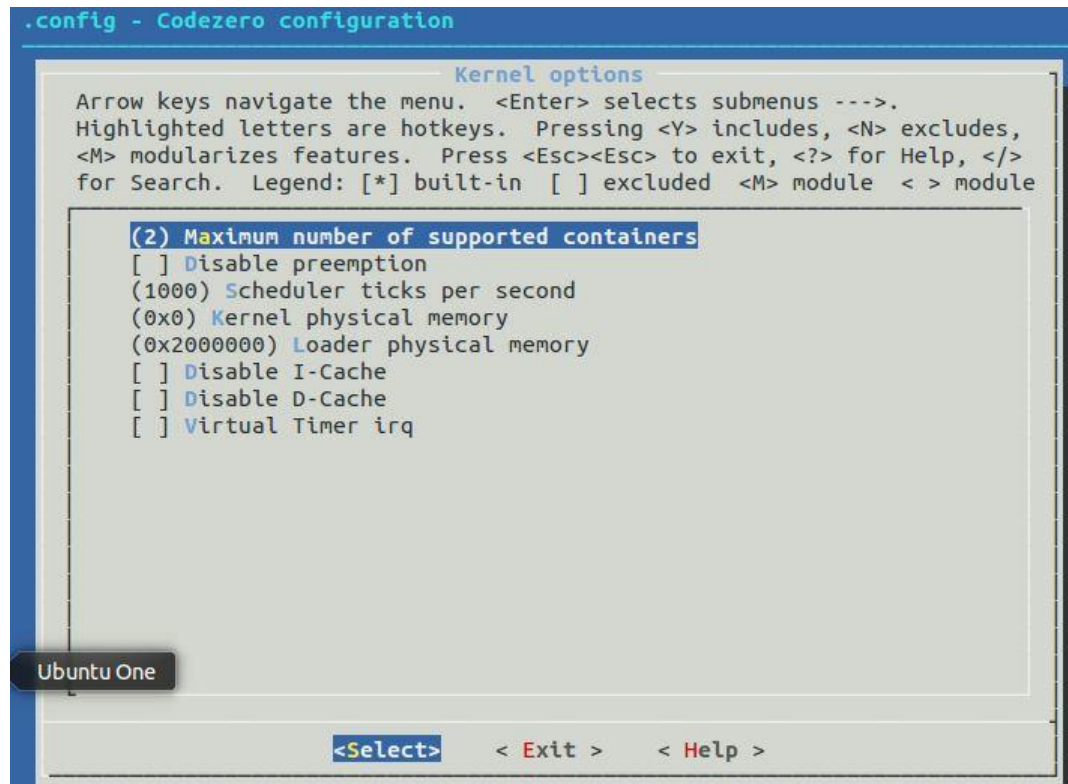 .config - Codezero configuration
Kernel options
Arrow keys navigate the menu.  <Enter> selects submenus --->.
Highlighted letters are hotkeys.  Pressing <Y> includes, <N> excludes,
<M> modularizes features.  Press <Esc><Esc> to exit, <?> for Help, </>
for Search.  Legend: [*] built-in  [ ] excluded  <M> module  < > module
(2) Maximum number of supported containers
[ ] Disable preemption
(1000) Scheduler ticks per second
(0x0) Kernel physical memory
(0x2000000) Loader physical memory
[ ] Disable I-Cache
[ ] Disable D-Cache
[ ] Virtual Timer irq
Ubuntu One
<Select>    < Exit >    < Help >